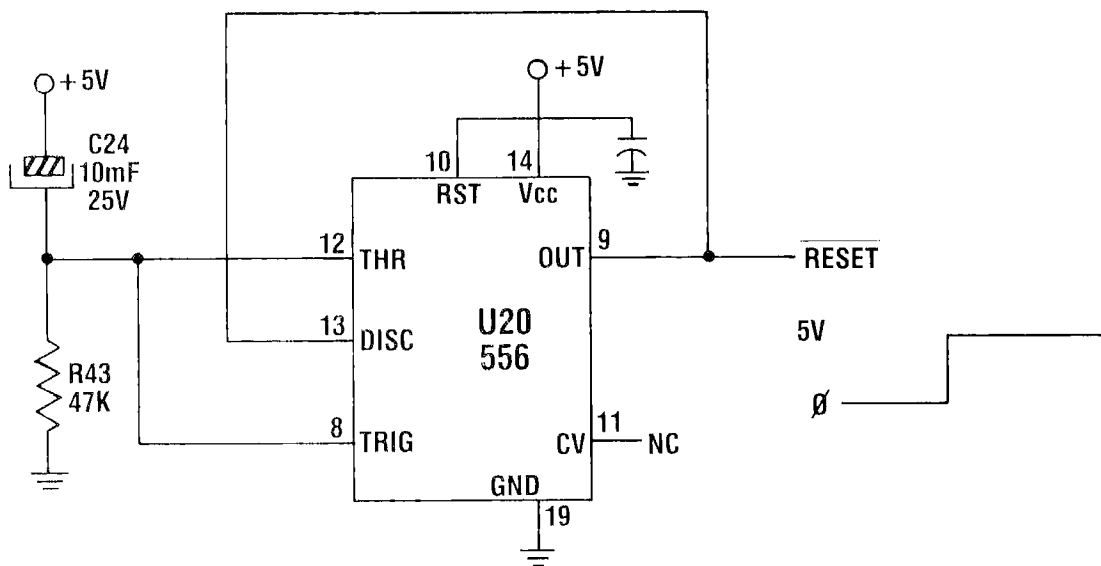 +5V
+5V
C24
10mF
25V
10
14
RST
Vcc
12
THR
OUT
9
RESET
13
DISC
U20
556
5V
R43
47K
Ø
8
TRIG
CV
11
NC
GND
19